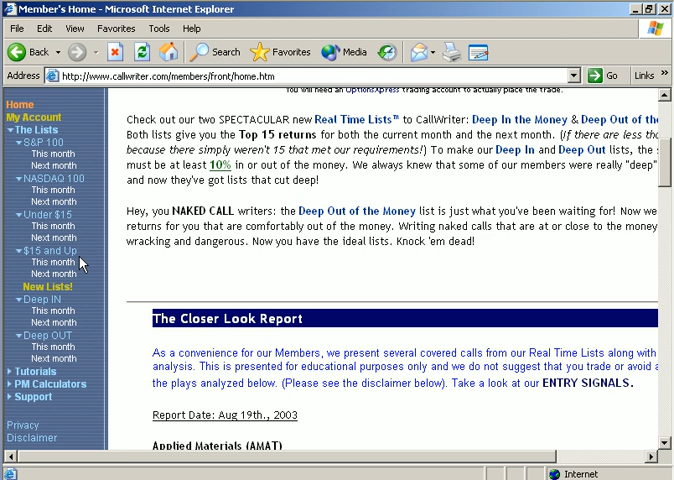 Member's Home - Microsoft Internet Explorer
File Edit View Favorites Tools Help
Back Search Favorites Media
Address http://www.callwriter.com/members/front/home.htm Go Links »
Home
My Account
The Lists
S&P 100
This month
Next month
NASDAQ 100
This month
Next month
Under $15
This month
Next month
$15 and Up
This month
Next month
New Lists!
Deep IN
This month
Next month
Deep OUT
This month
Next month
Tutorials
PM Calculators
Support
Privacy
Disclaimer
You will need an OptionsXpress trading account to actually place the trade.
Check out our two SPECTACULAR new Real Time Lists™ to CallWriter: Deep In the Money & Deep Out of the
Both lists give you the Top 15 returns for both the current month and the next month. (If there are less
because there simply weren't 15 that met our requirements!) To make our Deep In and Deep Out lists, the
must be at least 10% in or out of the money. We always knew that some of our members were really "deep"
and now they've got lists that cut deep!
Hey, you NAKED CALL writers: the Deep Out of the Money list is just what you've been waiting for! Now we
returns for you that are comfortably out of the money. Writing naked calls that are at or close to the money
wracking and dangerous. Now you have the ideal lists. Knock 'em dead!
The Closer Look Report
As a convenience for our Members, we present several covered calls from our Real Time Lists along with
analysis. This is presented for educational purposes only and we do not suggest that you trade or avoid
the plays analyzed below. (Please see the disclaimer below). Take a look at our ENTRY SIGNALS.
Report Date: Aug 19th., 2003
Applied Materials (AMAT)
Internet